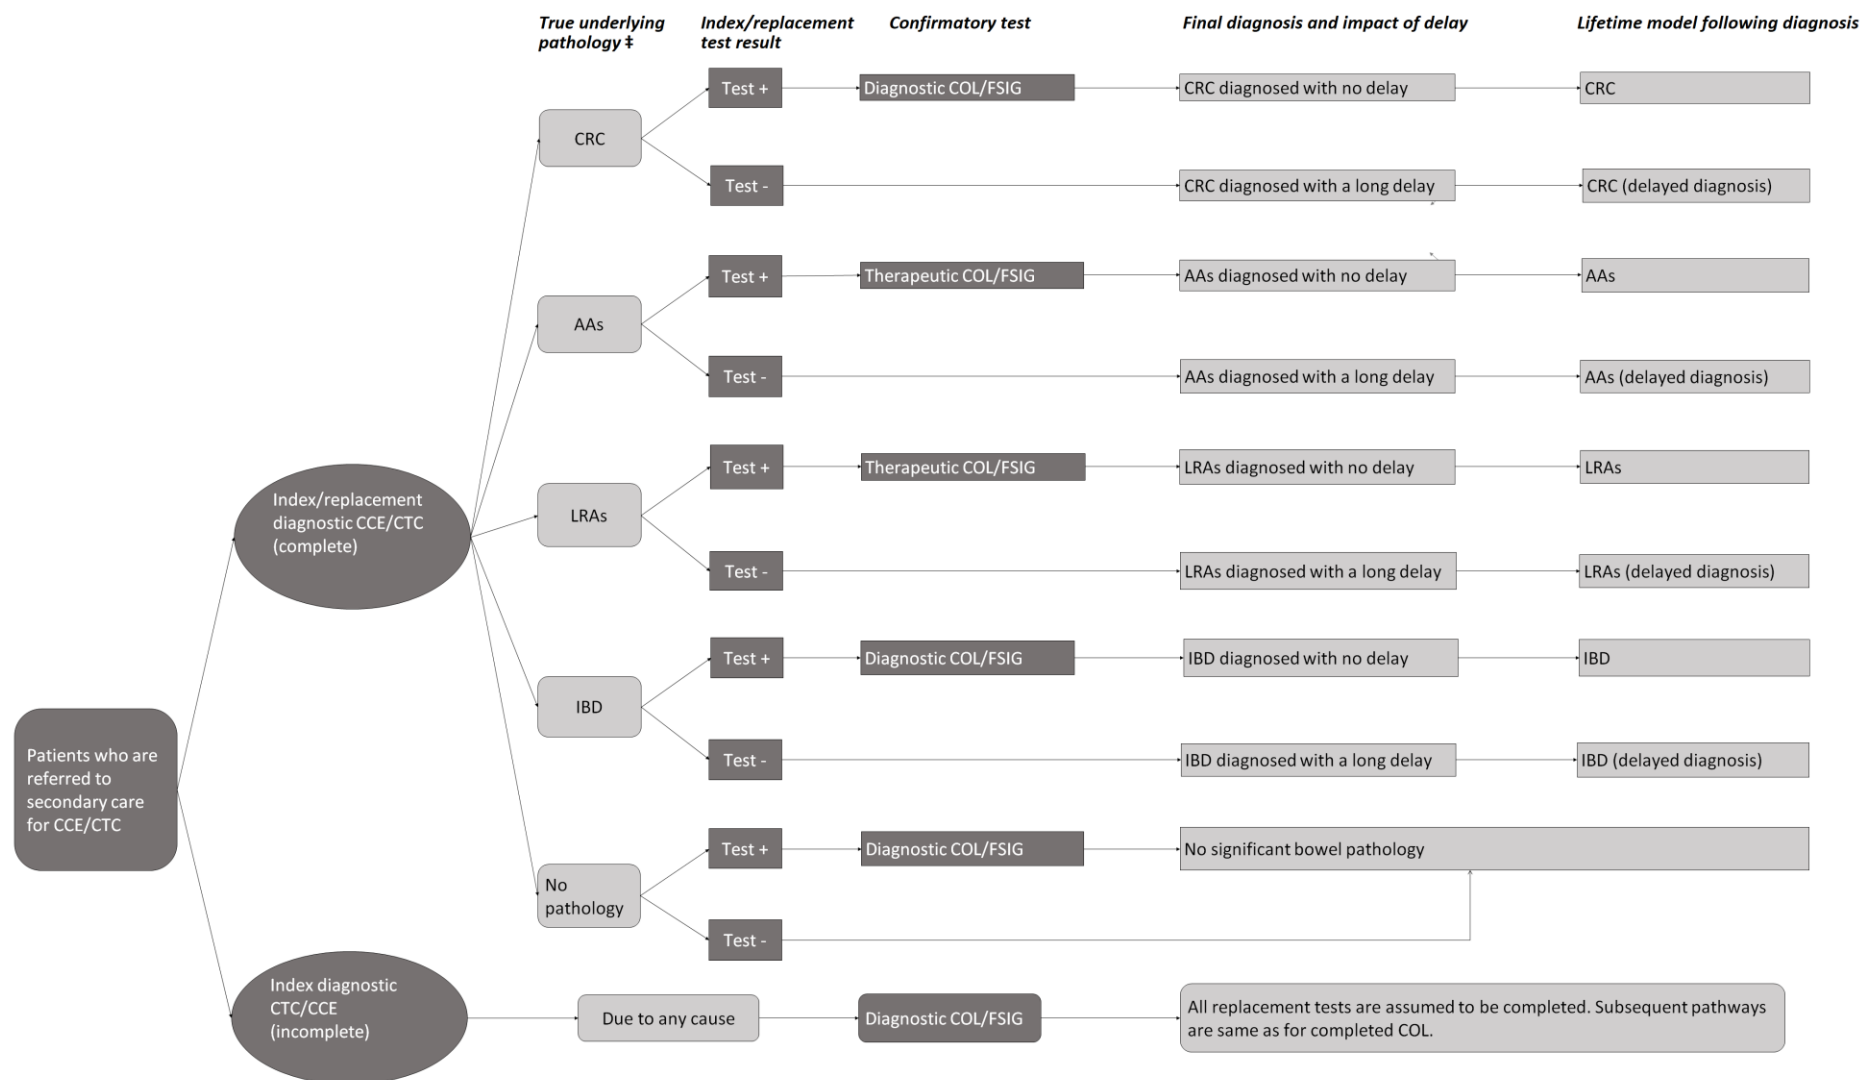 True underlying
pathology ‡
Index/replacement
test result
Confirmatory test
Final diagnosis and impact of delay
Lifetime model following diagnosis
Test +
Diagnostic COL/FSIG
CRC diagnosed with no delay
CRC
CRC
Test -
CRC diagnosed with a long delay
CRC (delayed diagnosis)
Test +
Therapeutic COL/FSIG
AAs diagnosed with no delay
AAs
AAs
Test -
AAs diagnosed with a long delay
AAs (delayed diagnosis)
Test +
Therapeutic COL/FSIG
LRAs diagnosed with no delay
LRAs
Index/replacement
diagnostic CCE/CTC
(complete)
LRAs
Test -
LRAs diagnosed with a long delay
LRAs (delayed diagnosis)
Test +
Diagnostic COL/FSIG
IBD diagnosed with no delay
IBD
IBD
Test -
IBD diagnosed with a long delay
IBD (delayed diagnosis)
Patients who are
referred to
secondary care
for CCE/CTC
Test +
Diagnostic COL/FSIG
No significant bowel pathology
No
pathology
Test -
Index diagnostic
CTC/CCE
(incomplete)
Due to any cause
Diagnostic COL/FSIG
All replacement tests are assumed to be completed. Subsequent pathways
are same as for completed COL.